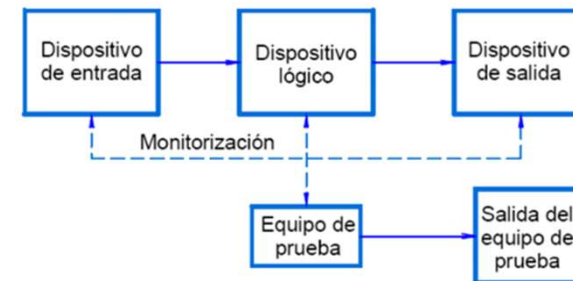 Dispositivo
de entrada
Dispositivo
lógico
Dispositivo
de salida
Monitorización
Equipo de
prueba
Salida del
equipo de
prueba